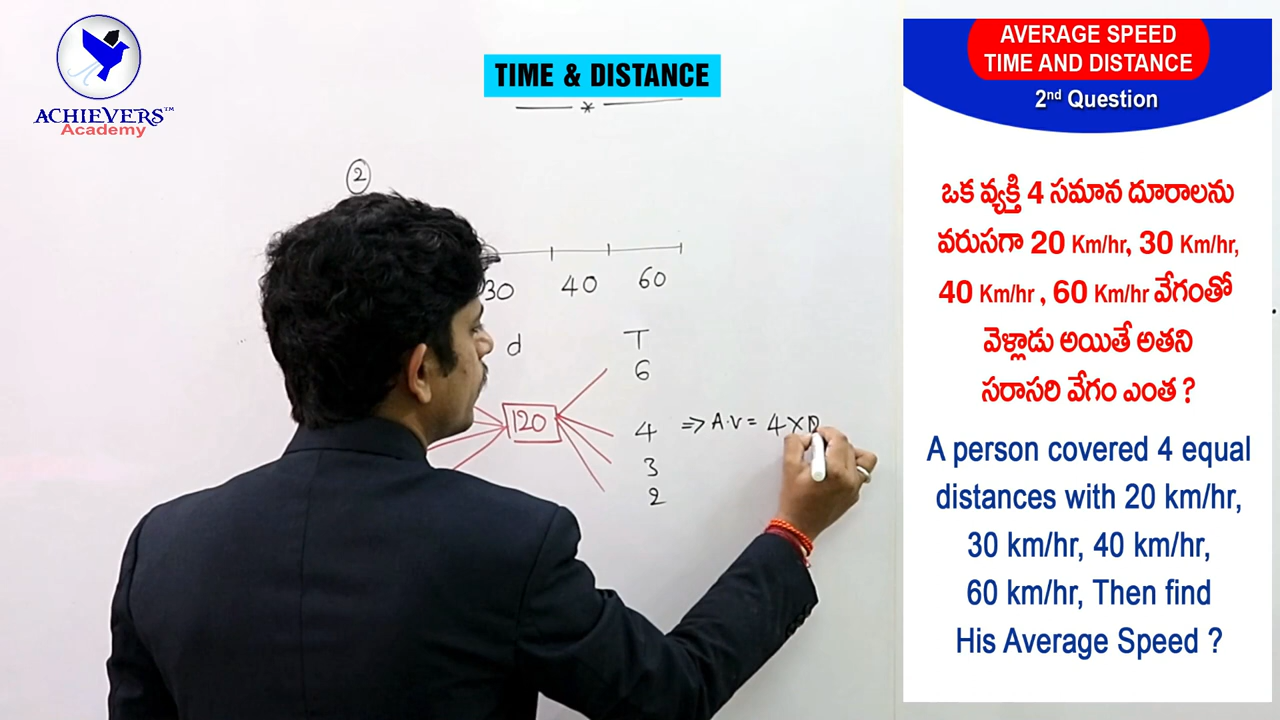 ACHIEVERS™
Academy
TIME & DISTANCE
2
30 40 60
d T
6
120
4 => A.V = 4 X
3
2
AVERAGE SPEED
TIME AND DISTANCE
2nd Question
ఒక వ్యక్తి 4 సమాన దూరాలను
వరుసగా 20 Km/hr, 30 Km/hr,
40 Km/hr , 60 Km/hr వేగంతో
వెళ్లాడు అయితే అతని
సరాసరి వేగం ఎంత ?
A person covered 4 equal
distances with 20 km/hr,
30 km/hr, 40 km/hr,
60 km/hr, Then find
His Average Speed ?